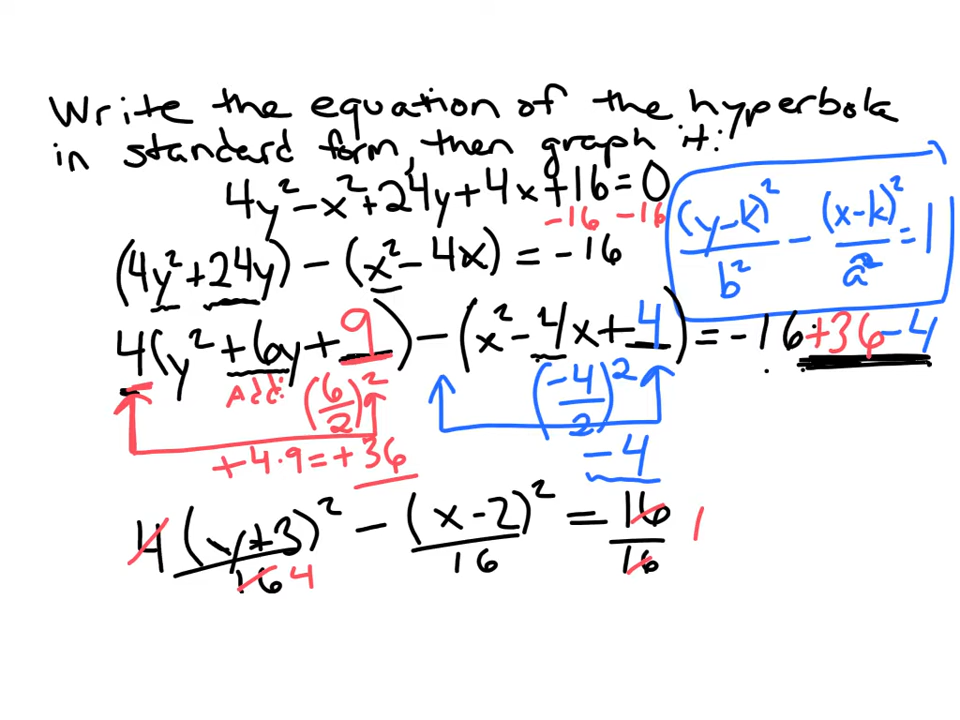 Write the equation of the hyperbola
in standard form, then graph it:
4y² - x² + 24y + 4x + 16 = 0
-16 -16
(4y² + 24y) - (x² - 4x) = -16
(y-k)²/b² - (x-k)²/a² = 1
4(y² + 6y + 9) - (x² - 4x + 4) = -16 + 36 - 4
Add: (6/2)² (-4/2)²
+4·9 = +36 -4
4(y+3)²/16 4 - (x-2)²/16 = 16/16 1